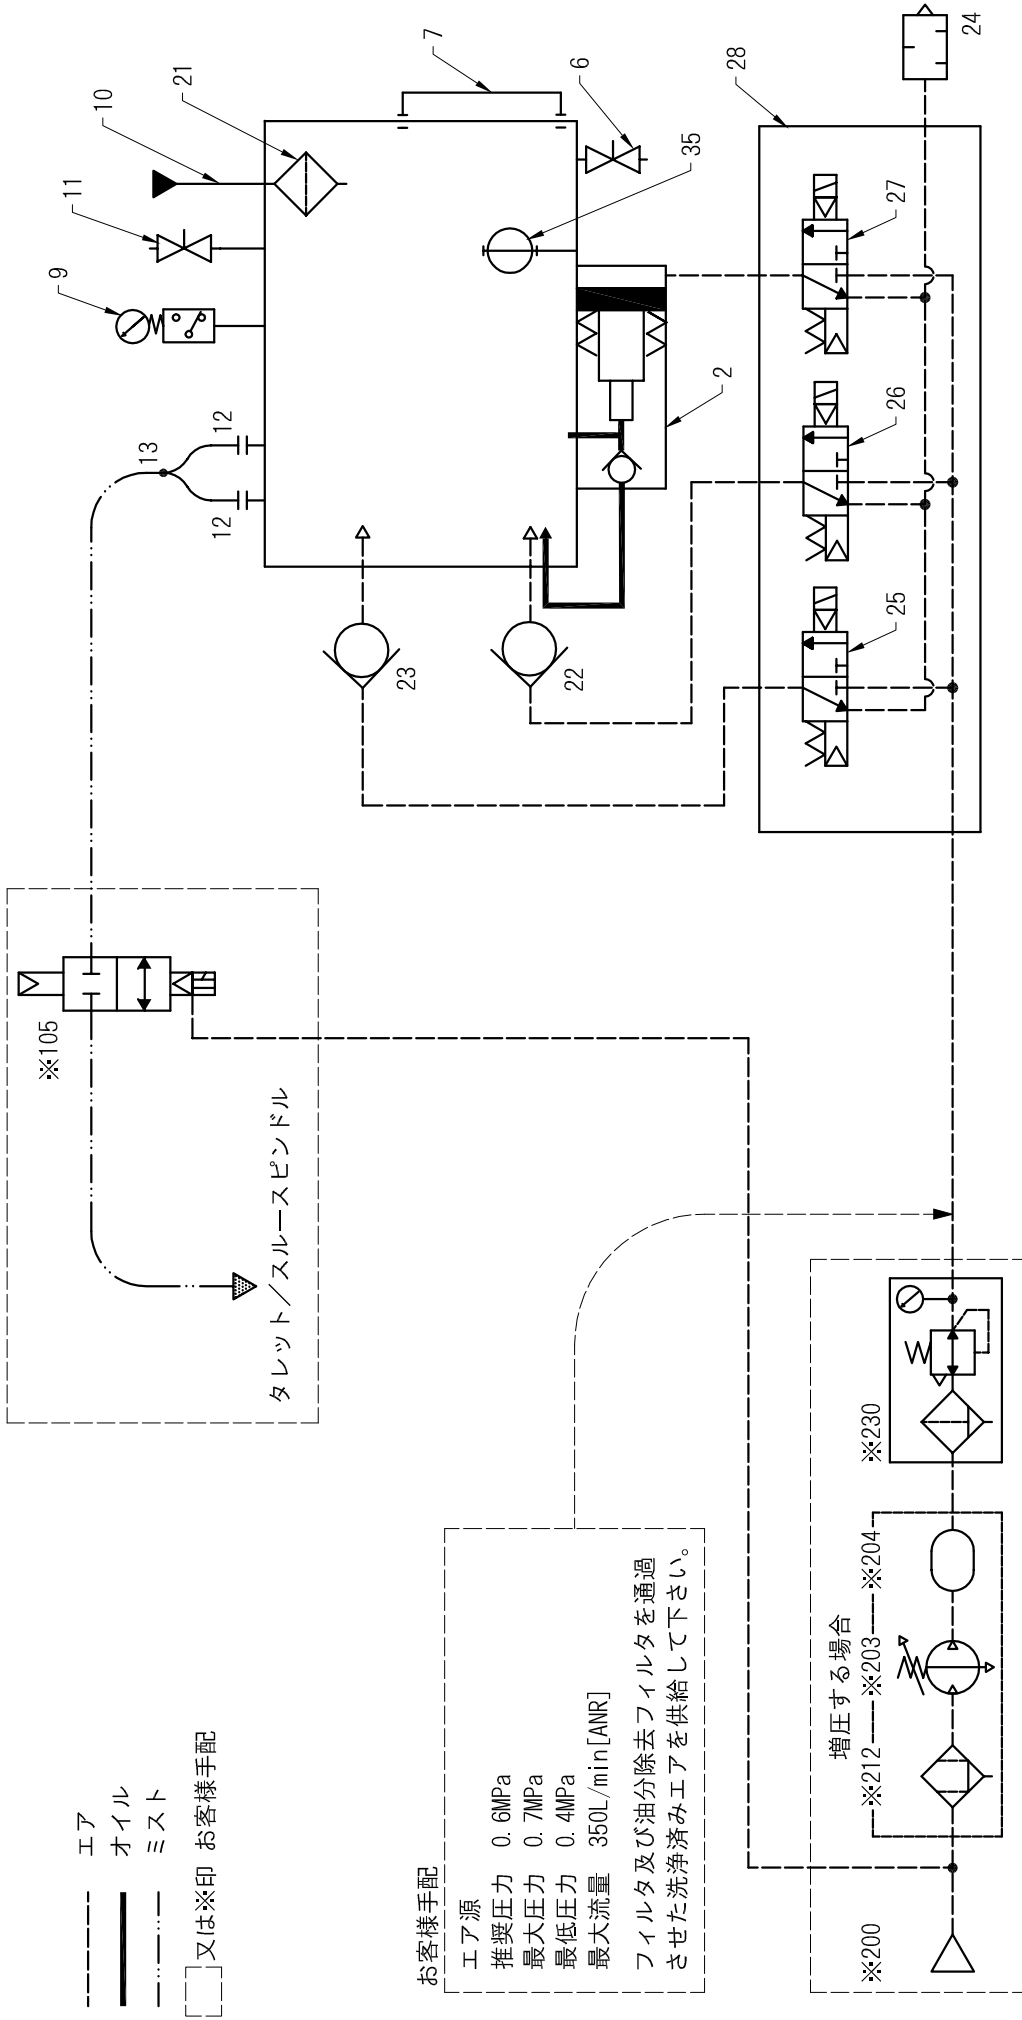 エア
オイル
ミスト
又は※印 お客様手配
お客様手配
エア源
推奨圧力 0.6MPa
最大圧力 0.7MPa
最低圧力 0.4MPa
最大流量 350L/min[ANR]
フィルタ及び油分除去フィルタを通過
させた洗浄済みエアを供給して下さい。
※105
タレット/スルースピンドル
増圧する場合
※200
※212
※203
※204
※230
13
12
12
9
11
10
21
7
6
35
2
23
22
28
25
26
27
24